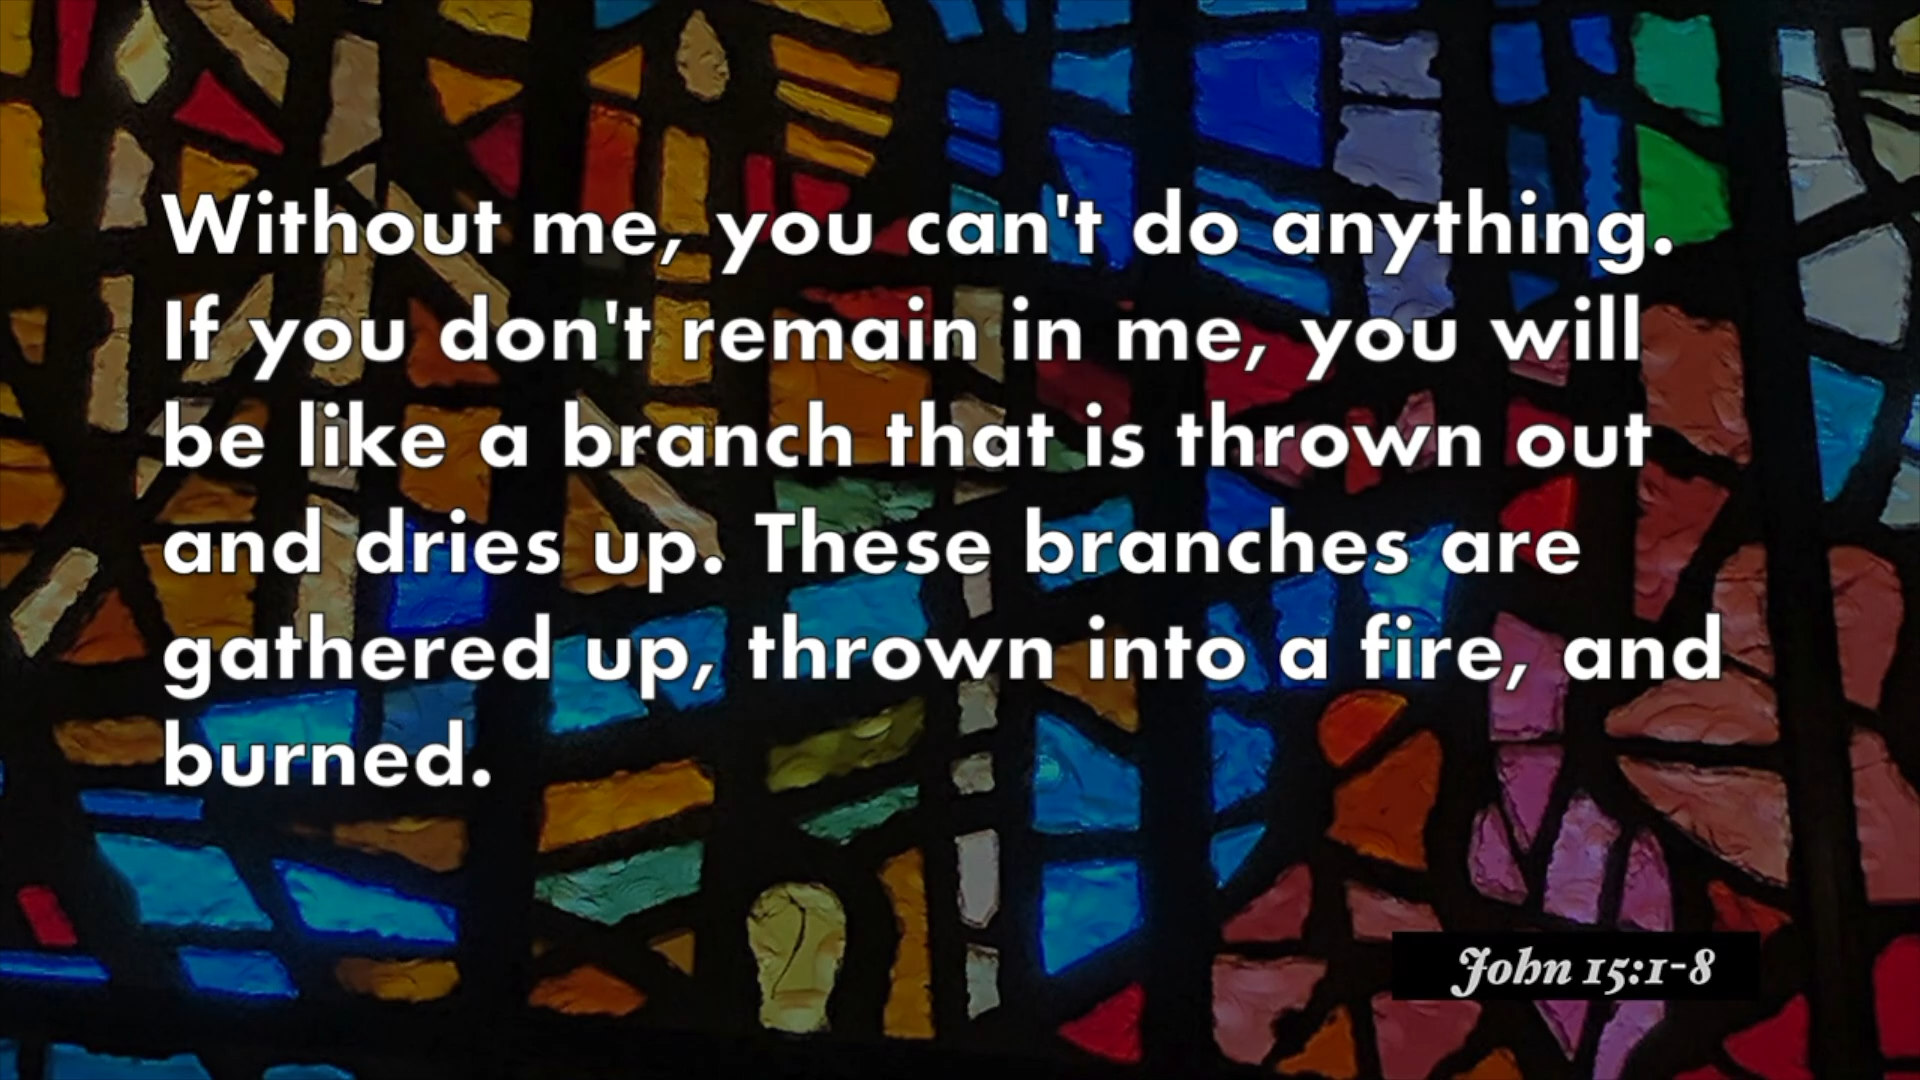 Without me, you can't do anything.
If you don't remain in me, you will
be like a branch that is thrown out
and dries up. These branches are
gathered up, thrown into a fire, and
burned.
John 15:1-8